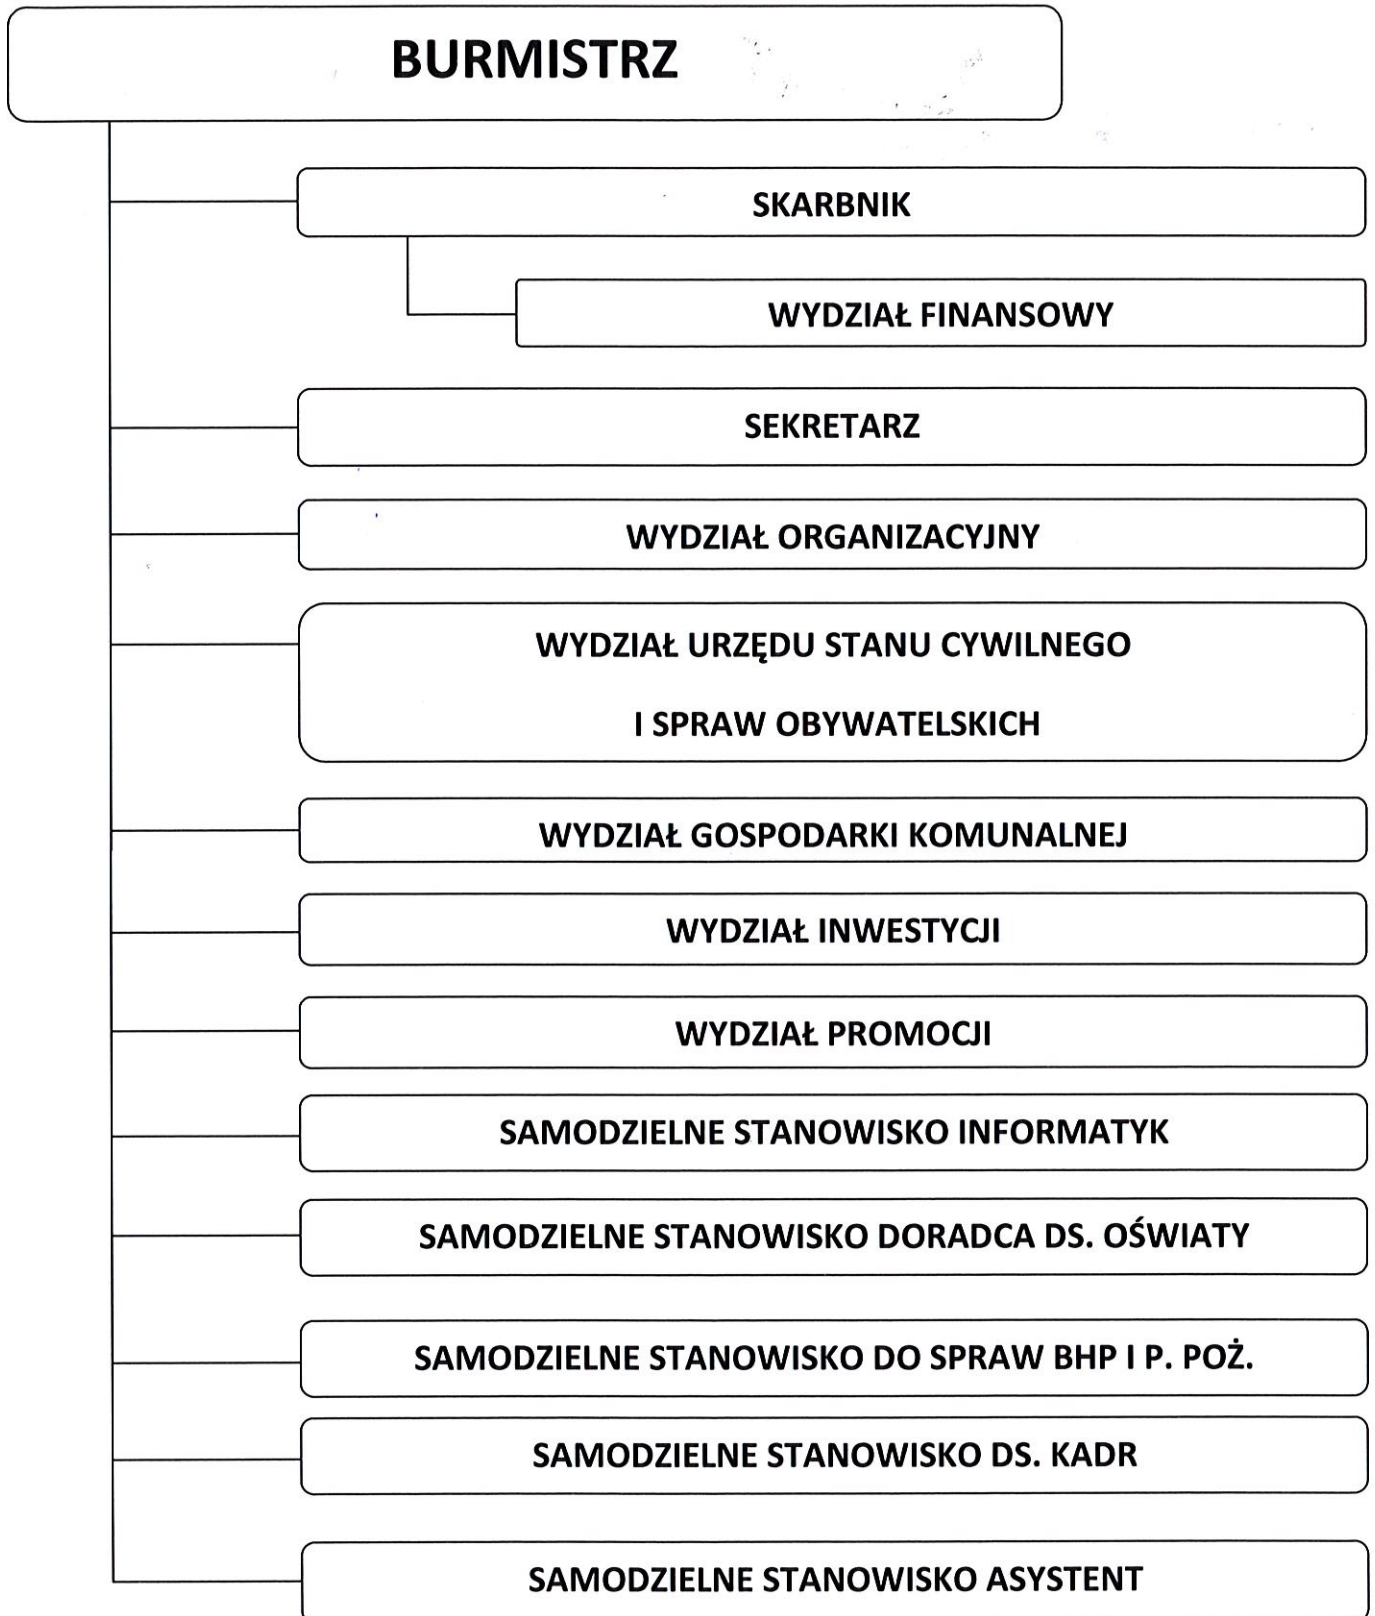 BURMISTRZ
SKARBNIK
WYDZIAŁ FINANSOWY
SEKRETARZ
WYDZIAŁ ORGANIZACYJNY
WYDZIAŁ URZĘDU STANU CYWILNEGO
I SPRAW OBYWATELSKICH
WYDZIAŁ GOSPODARKI KOMUNALNEJ
WYDZIAŁ INWESTYCJI
WYDZIAŁ PROMOCJI
SAMODZIELNE STANOWISKO INFORMATYK
SAMODZIELNE STANOWISKO DORADCA DS. OŚWIATY
SAMODZIELNE STANOWISKO DO SPRAW BHP I P. POŻ.
SAMODZIELNE STANOWISKO DS. KADR
SAMODZIELNE STANOWISKO ASYSTENT